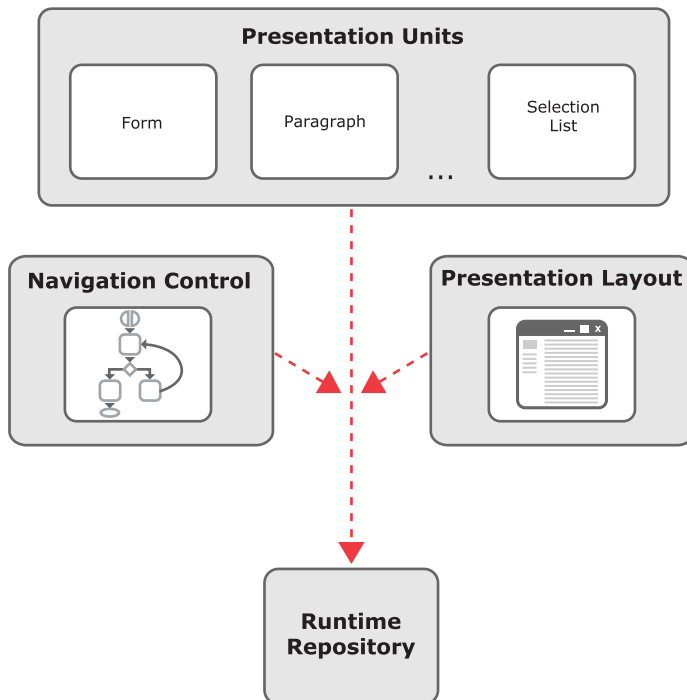 Presentation Units
Form
Paragraph
...
Selection
List
Navigation Control
Presentation Layout
x
Runtime
Repository